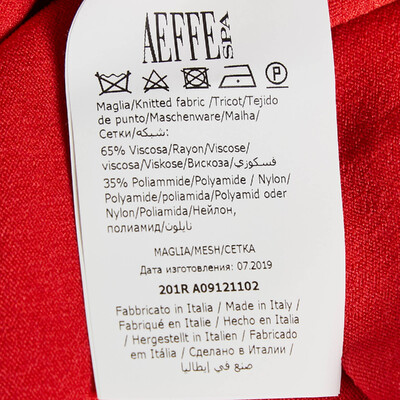 AEFFE SPA
P
Maglia/Knitted fabric /Tricot/Tejido
de punto/Maschenware/Malha/
Сетки/شبكه:
65% Viscosa/Rayon/Viscose/
viscosa/Viskose/Вискоза/فسكوزي
35% Poliammide/Polyamide / Nylon/
Polyamide/poliamida/Polyamid oder
Nylon/Poliamida/Нейлон,
полиамид/نايلون
MAGLIA/MESH/СЕТКА
Дата изготовления: 07.2019
201R A09121102
Fabbricato in Italia / Made in Italy /
Fabriqué en Italie / Hecho en Italia
/ Hergestellt in Italien / Fabricado
em Itália / Сделано в Италии /
صنع في إيطاليا